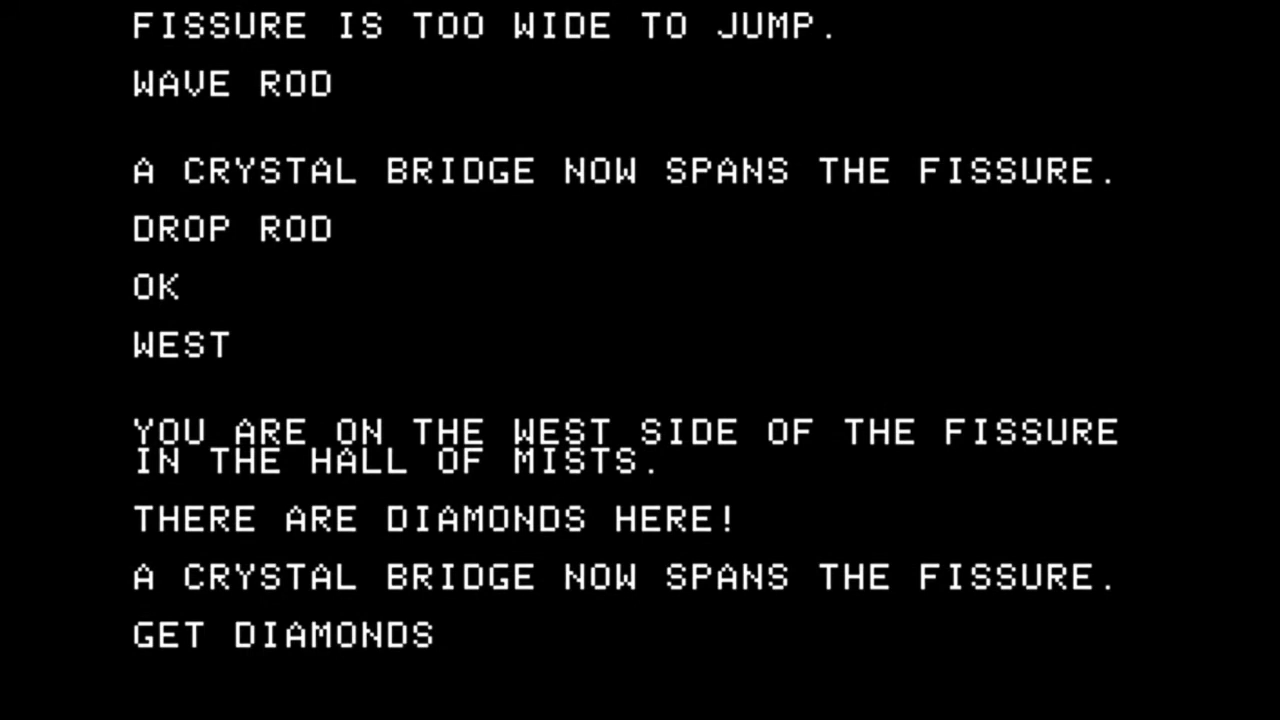 FISSURE IS TOO WIDE TO JUMP.
WAVE ROD
A CRYSTAL BRIDGE NOW SPANS THE FISSURE.
DROP ROD
OK
WEST
YOU ARE ON THE WEST SIDE OF THE FISSURE
IN THE HALL OF MISTS.
THERE ARE DIAMONDS HERE!
A CRYSTAL BRIDGE NOW SPANS THE FISSURE.
GET DIAMONDS